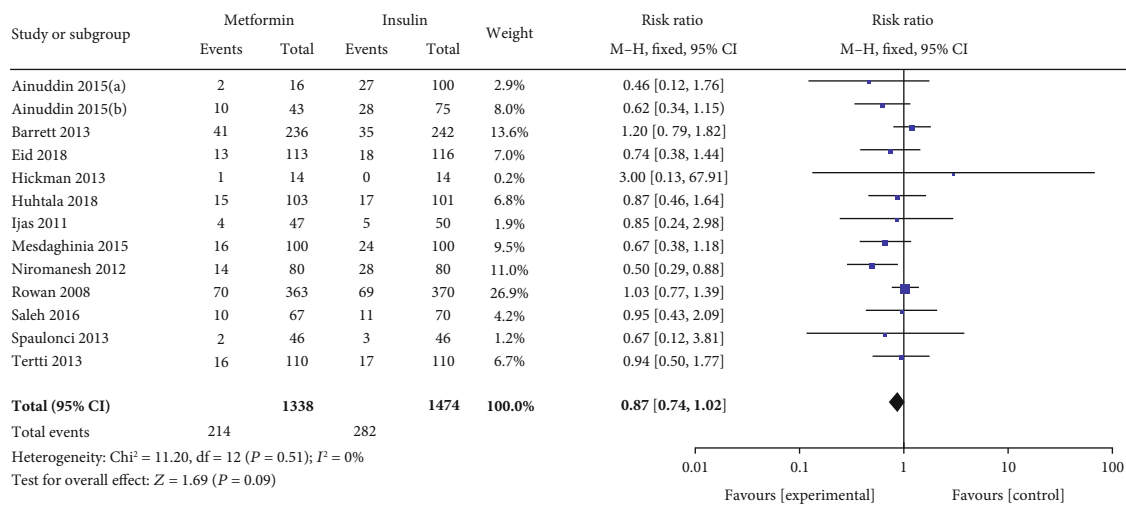 Study or subgroup Metformin Insulin Weight Risk ratio Risk ratio
Events Total Events Total M–H, fixed, 95% CI M–H, fixed, 95% CI
Ainuddin 2015(a) 2 16 27 100 2.9% 0.46 [0.12, 1.76]
Ainuddin 2015(b) 10 43 28 75 8.0% 0.62 [0.34, 1.15]
Barrett 2013 41 236 35 242 13.6% 1.20 [0. 79, 1.82]
Eid 2018 13 113 18 116 7.0% 0.74 [0.38, 1.44]
Hickman 2013 1 14 0 14 0.2% 3.00 [0.13, 67.91]
Huhtala 2018 15 103 17 101 6.8% 0.87 [0.46, 1.64]
Ijas 2011 4 47 5 50 1.9% 0.85 [0.24, 2.98]
Mesdaghinia 2015 16 100 24 100 9.5% 0.67 [0.38, 1.18]
Niromanesh 2012 14 80 28 80 11.0% 0.50 [0.29, 0.88]
Rowan 2008 70 363 69 370 26.9% 1.03 [0.77, 1.39]
Saleh 2016 10 67 11 70 4.2% 0.95 [0.43, 2.09]
Spaulonci 2013 2 46 3 46 1.2% 0.67 [0.12, 3.81]
Tertti 2013 16 110 17 110 6.7% 0.94 [0.50, 1.77]
Total (95% CI) 1338 1474 100.0% 0.87 [0.74, 1.02]
Total events 214 282
Heterogeneity: Chi² = 11.20, df = 12 (P = 0.51); I² = 0%
Test for overall effect: Z = 1.69 (P = 0.09)
0.01 0.1 1 10 100
Favours [experimental] Favours [control]